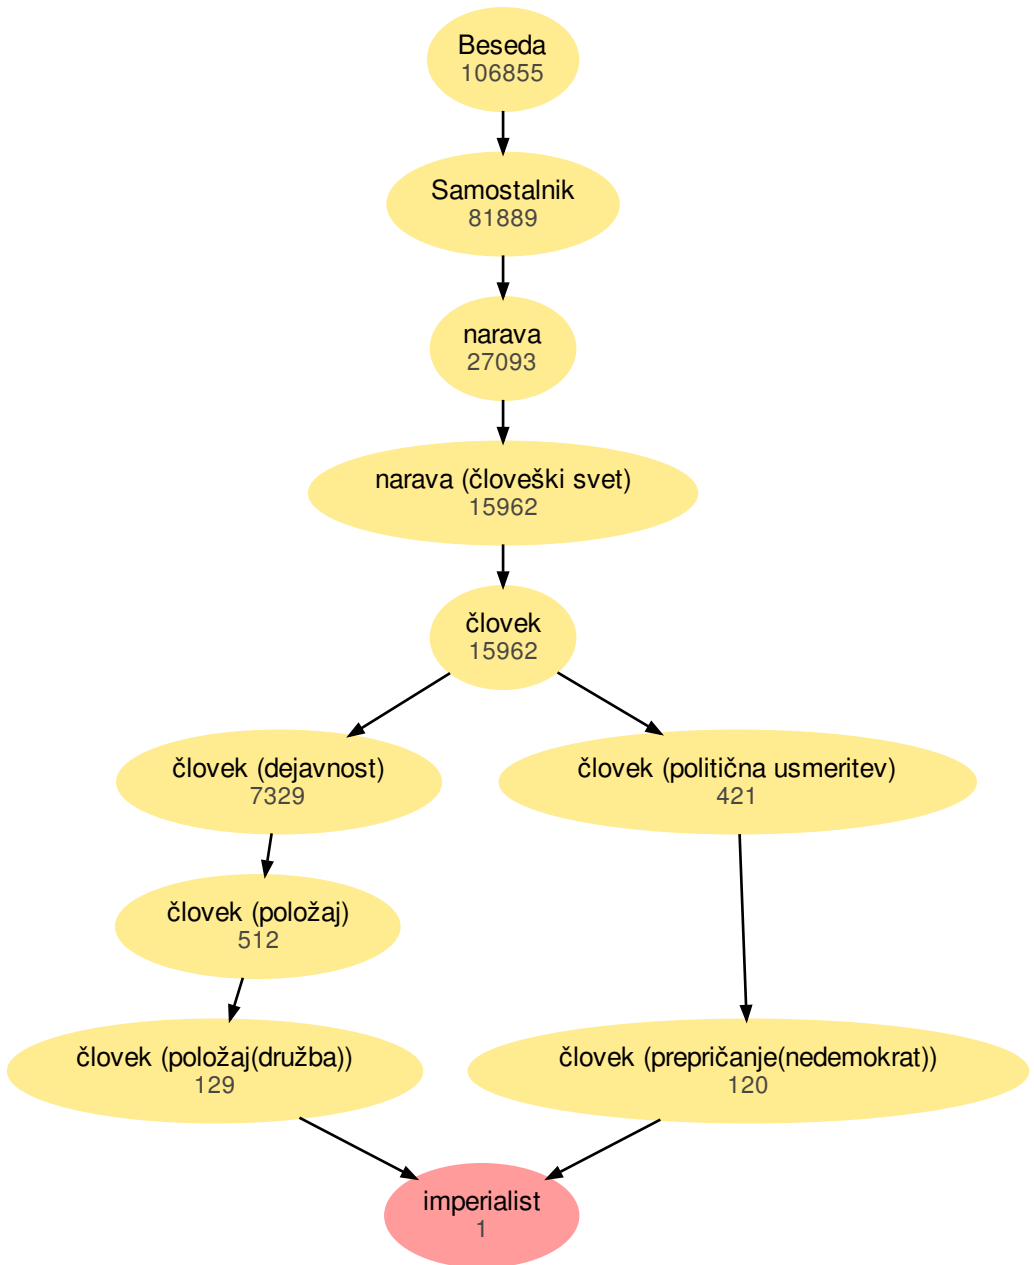 Beseda
106855
Samostalnik
81889
narava
27093
narava (človeški svet)
15962
človek
15962
človek (dejavnost)
7329
človek (politična usmeritev)
421
človek (položaj)
512
človek (položaj(družba))
129
človek (prepričanje(nedemokrat))
120
imperialist
1